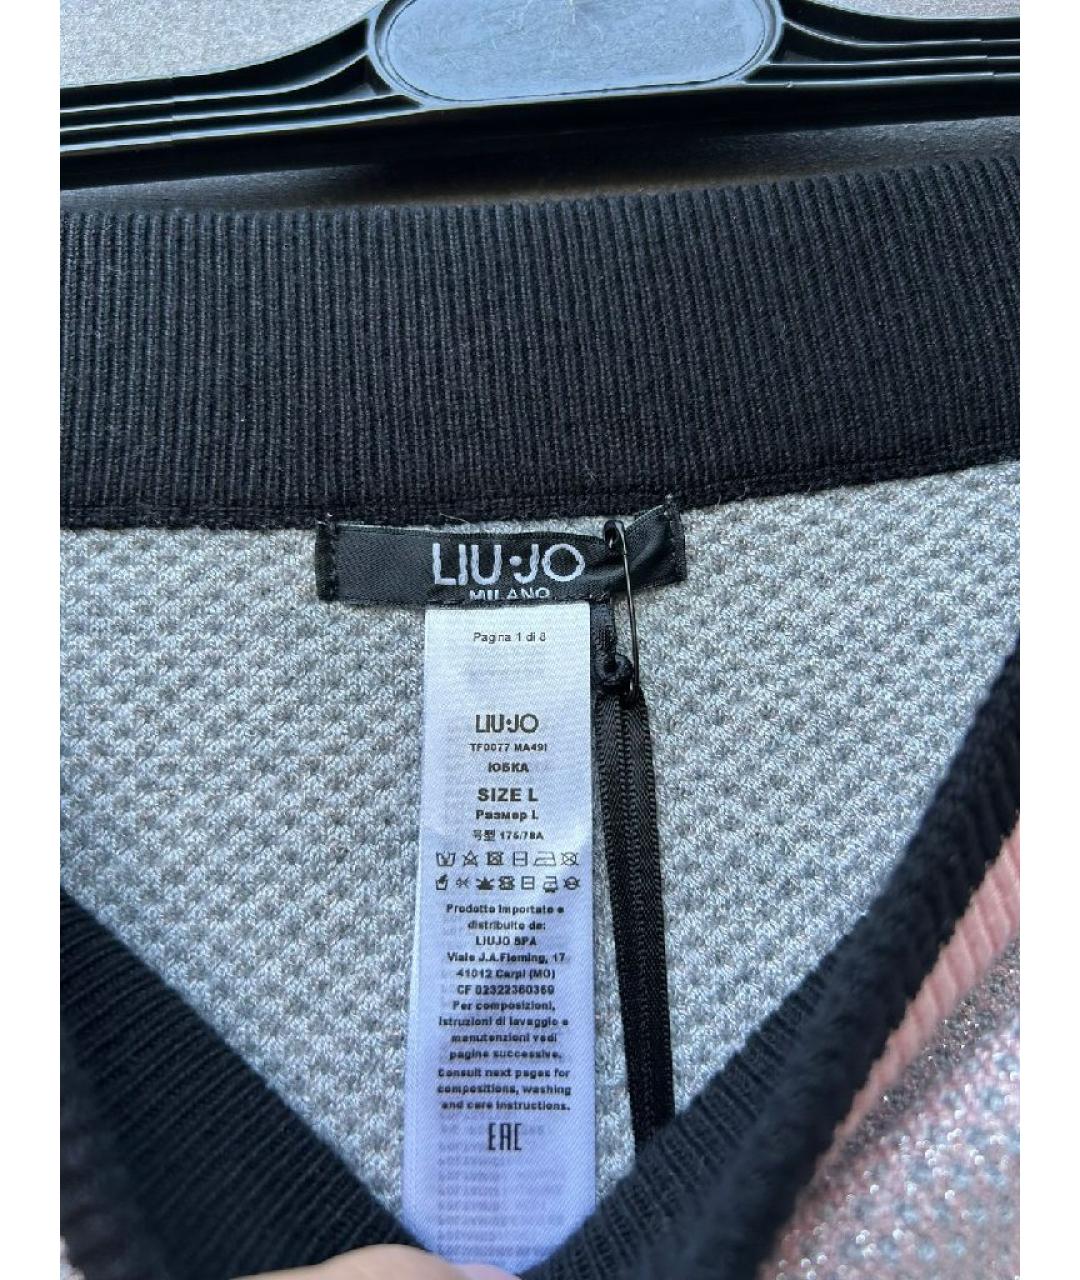 LIU·JO
MILANO
Pagina 1 di 8
LIU·JO
TF0077 MA49I
ЮБКА
SIZE L
Размер L
号型 175/78A
Prodotto Importato e
distribuito da:
LIUJO SPA
Viale J.A.Fleming, 17
41012 Carpi (MO)
CF 02322360369
Per composizioni,
istruzioni di lavaggio e
manutenzioni vedi
pagine successive.
Consult next pages for
compositions, washing
and care instructions.
EAC